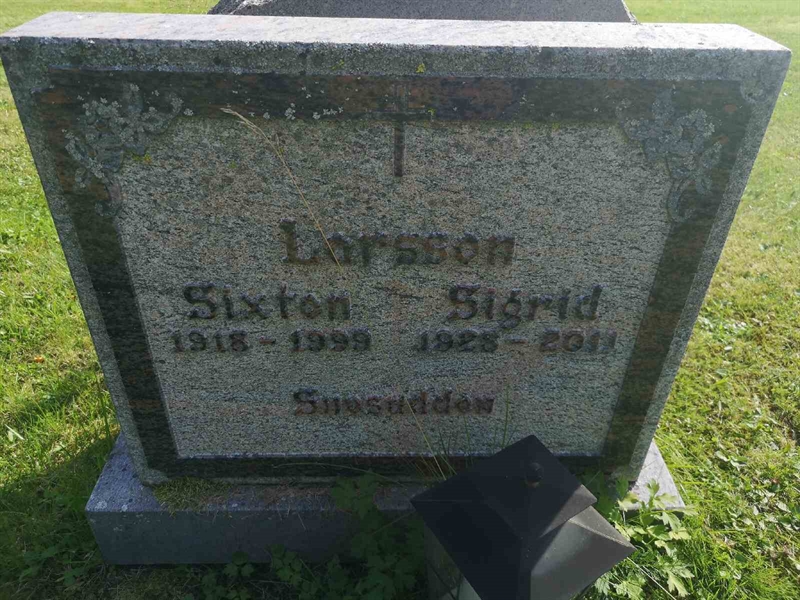 Larsson
Sixten Sigrid
1918 - 1999 1928 - 2011
Snesudden